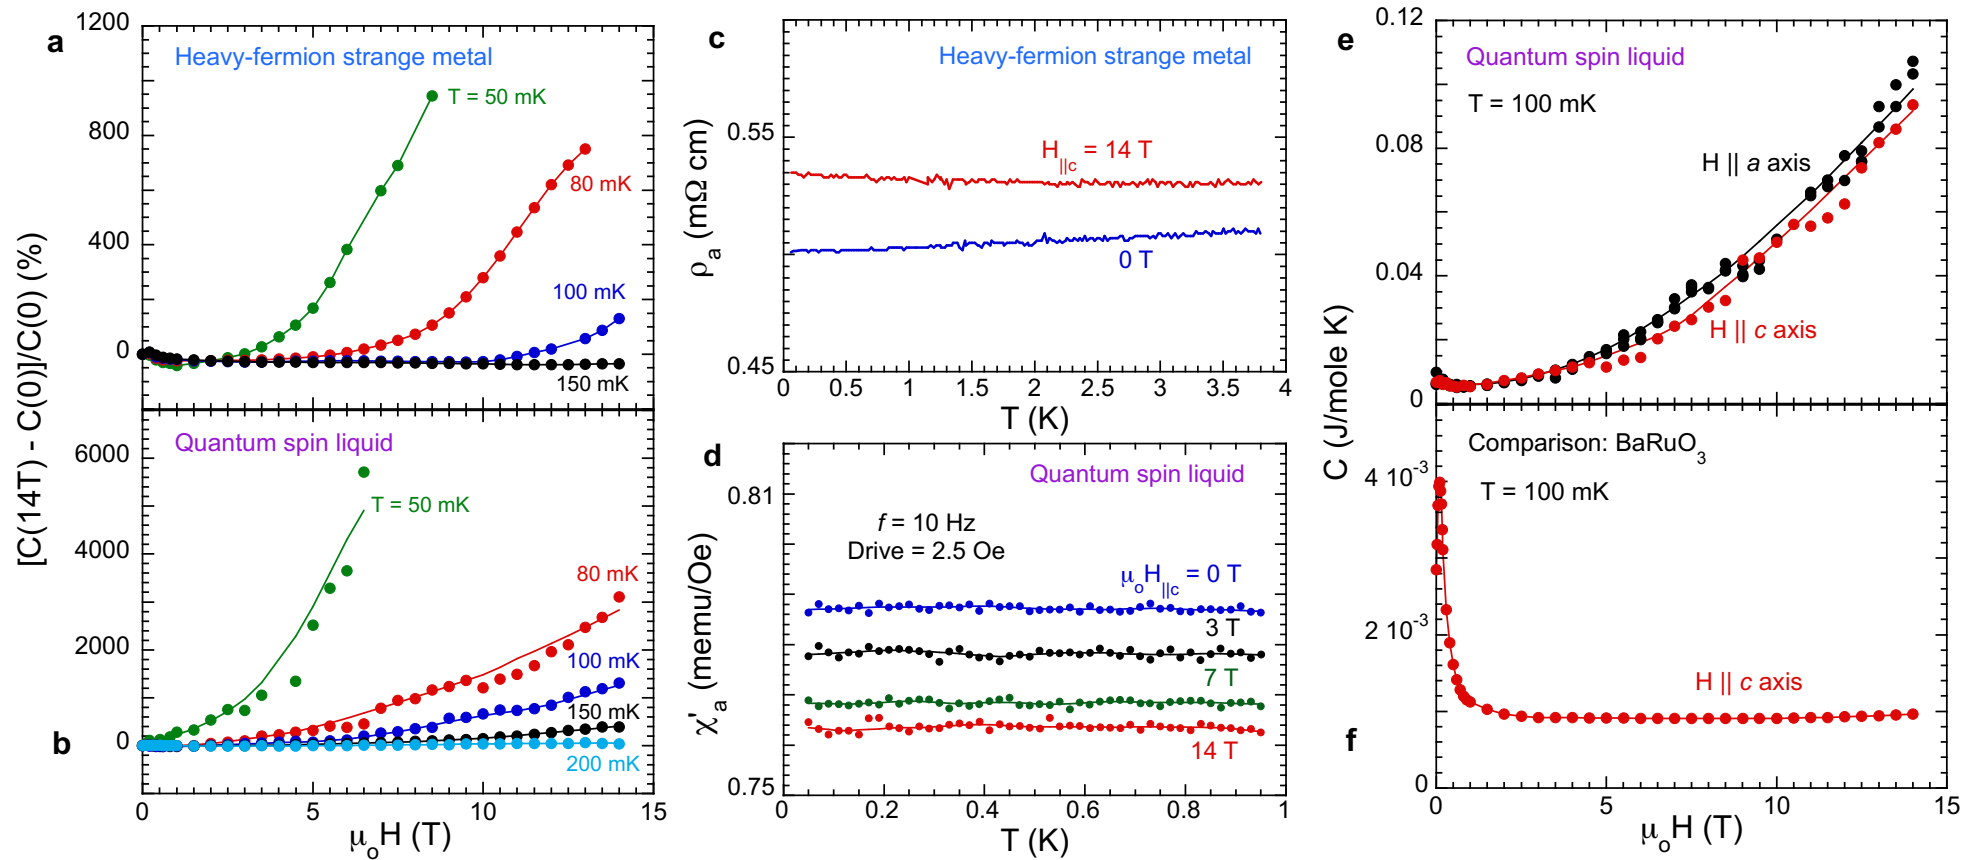 a
1200
800
400
0
[C(14T) - C(0)]/C(0) (%)
Heavy-fermion strange metal
T = 50 mK
80 mK
100 mK
150 mK
b
6000
4000
2000
0
Quantum spin liquid
T = 50 mK
80 mK
100 mK
150 mK
200 mK
0
5
10
15
μoH (T)
c
0.55
0.45
ρa (mΩ cm)
Heavy-fermion strange metal
H||c = 14 T
0 T
0
0.5
1
1.5
2
2.5
3
3.5
4
T (K)
d
0.81
0.75
χ'a (memu/Oe)
Quantum spin liquid
f = 10 Hz
Drive = 2.5 Oe
μoH||c = 0 T
3 T
7 T
14 T
0
0.2
0.4
0.6
0.8
1
T (K)
e
0.12
0.08
0.04
0
C (J/mole K)
Quantum spin liquid
T = 100 mK
H || a axis
H || c axis
f
4 10-3
2 10-3
0
Comparison: BaRuO3
T = 100 mK
H || c axis
0
5
10
15
μoH (T)